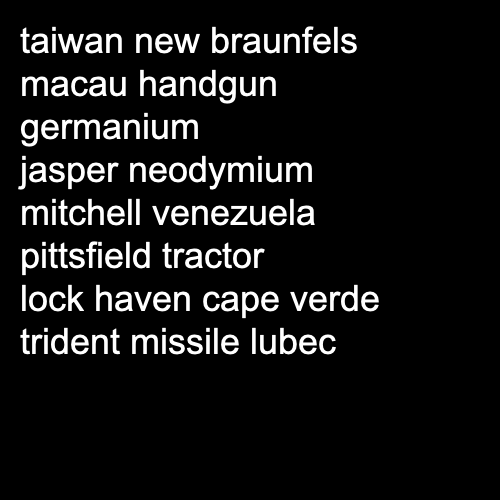 taiwan new braunfels
macau handgun
germanium
jasper neodymium
mitchell venezuela
pittsfield tractor
lock haven cape verde
trident missile lubec